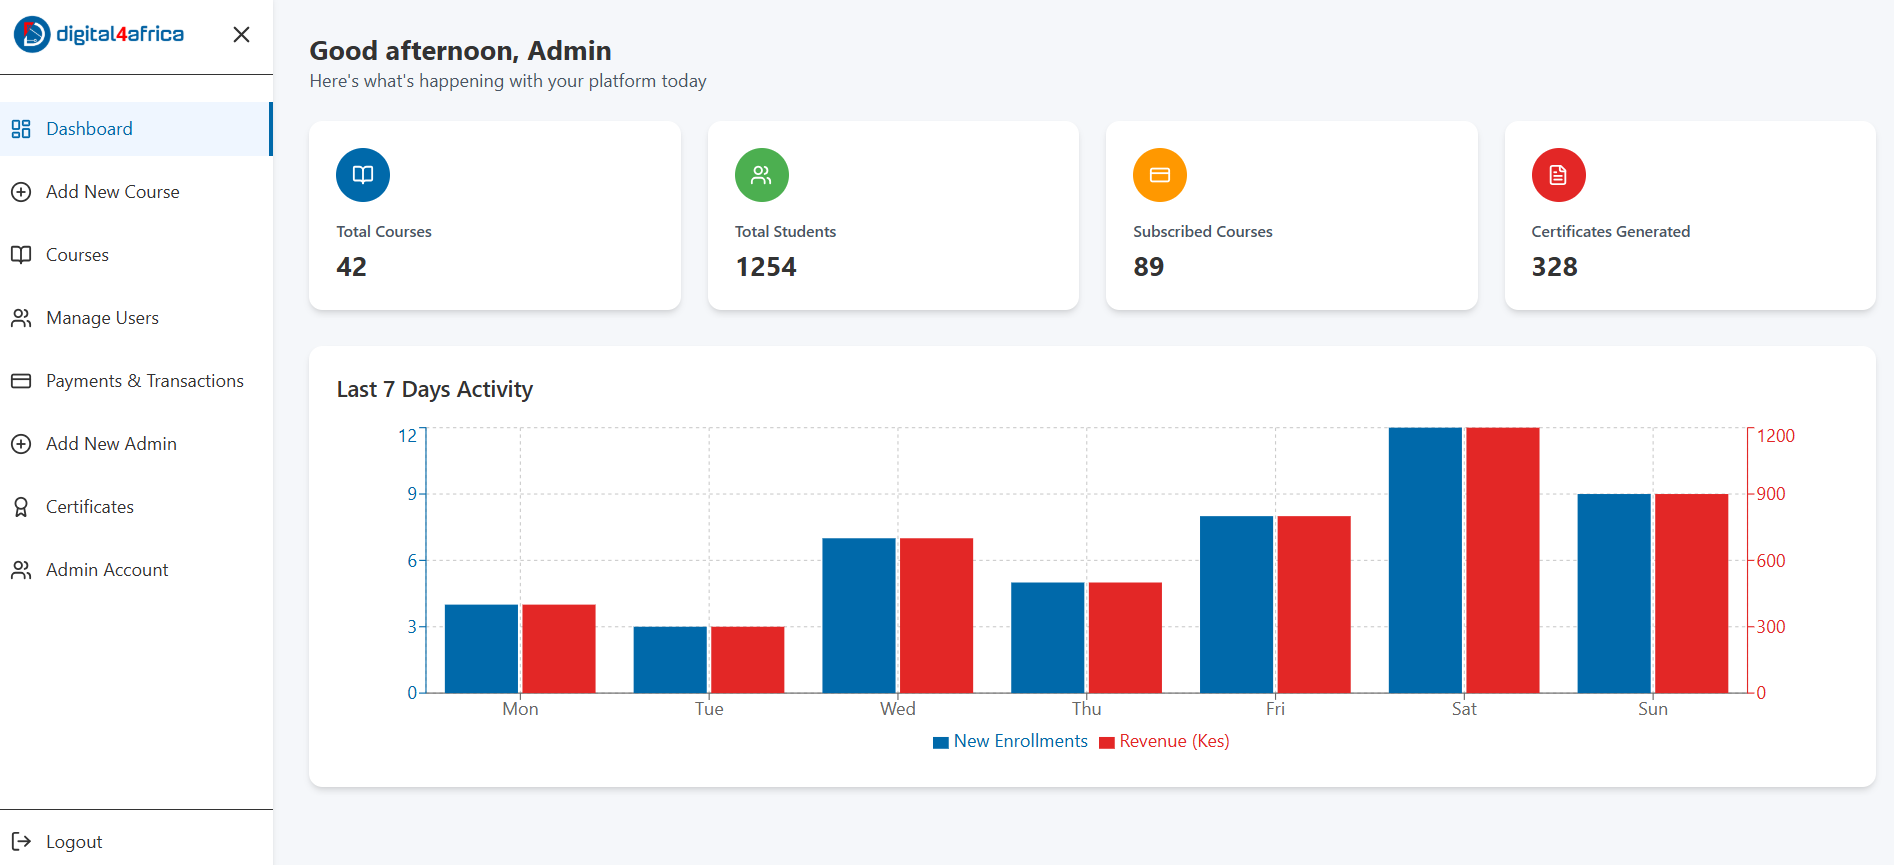 digital4africa
Dashboard
Add New Course
Courses
Manage Users
Payments & Transactions
Add New Admin
Certificates
Admin Account
Logout
Good afternoon, Admin
Here's what's happening with your platform today
Total Courses
42
Total Students
1254
Subscribed Courses
89
Certificates Generated
328
Last 7 Days Activity
12
9
6
3
0
1200
900
600
300
0
Mon Tue Wed Thu Fri Sat Sun
New Enrollments Revenue (Kes)